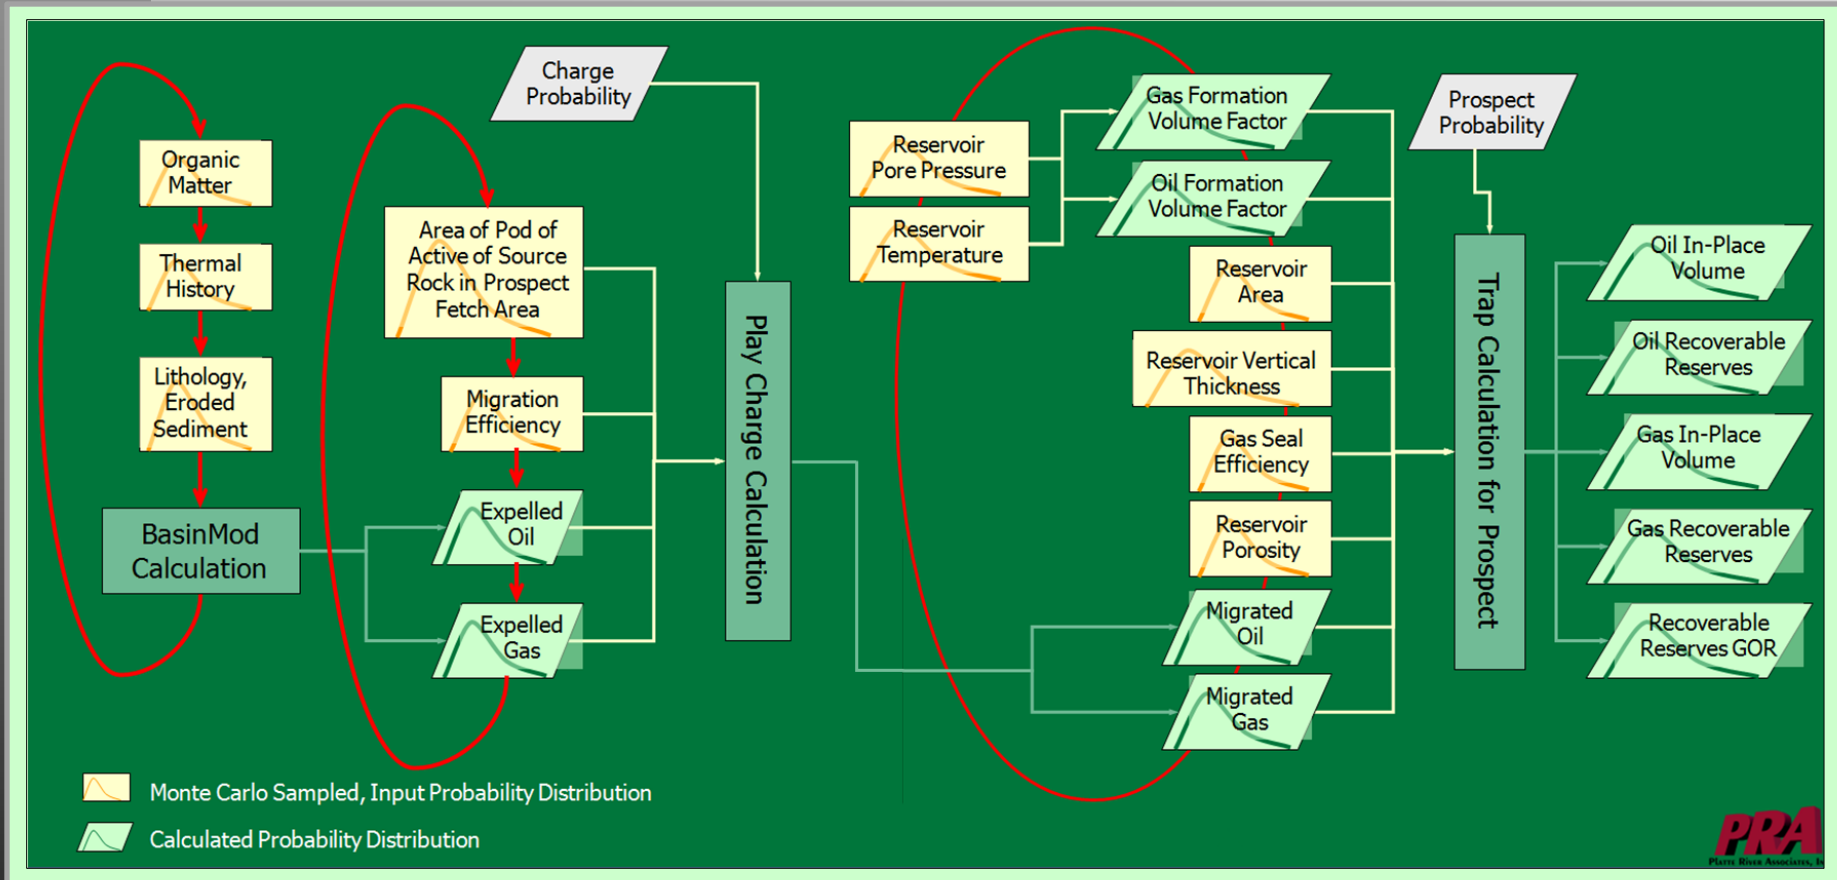 Charge
Probability
Organic
Matter
Thermal
History
Lithology,
Eroded
Sediment
BasinMod
Calculation
Area of Pod of
Active of Source
Rock in Prospect
Fetch Area
Migration
Efficiency
Expelled
Oil
Expelled
Gas
Play Charge Calculation
Reservoir
Pore Pressure
Reservoir
Temperature
Gas Formation
Volume Factor
Oil Formation
Volume Factor
Reservoir
Area
Reservoir Vertical
Thickness
Gas Seal
Efficiency
Reservoir
Porosity
Migrated
Oil
Migrated
Gas
Prospect
Probability
Trap Calculation for Prospect
Oil In-Place
Volume
Oil Recoverable
Reserves
Gas In-Place
Volume
Gas Recoverable
Reserves
Recoverable
Reserves GOR
Monte Carlo Sampled, Input Probability Distribution
Calculated Probability Distribution
PRA
Platte River Associates,